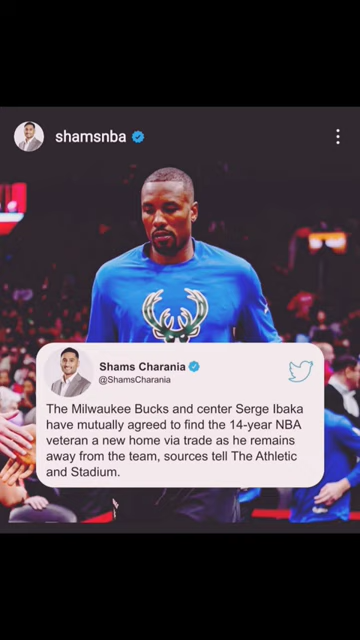 shamsnba
Shams Charania
@ShamsCharania
The Milwaukee Bucks and center Serge Ibaka
have mutually agreed to find the 14-year NBA
veteran a new home via trade as he remains
away from the team, sources tell The Athletic
and Stadium.